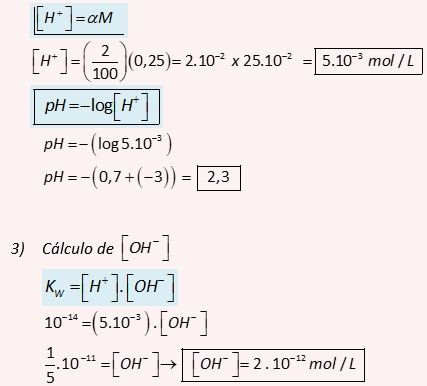 [H⁺]=αM
[H⁺]=(2/100)(0,25)=2.10⁻² x 25.10⁻² = 5.10⁻³ mol / L
pH=−log[H⁺]
pH=−(log5.10⁻³)
pH=−(0,7+(−3)) = 2,3
3) Cálculo de [OH⁻]
K_W=[H⁺].[OH⁻]
10⁻¹⁴=(5.10⁻³).[OH⁻]
1/5.10⁻¹¹=[OH⁻]→ [OH⁻]=2.10⁻¹² mol / L